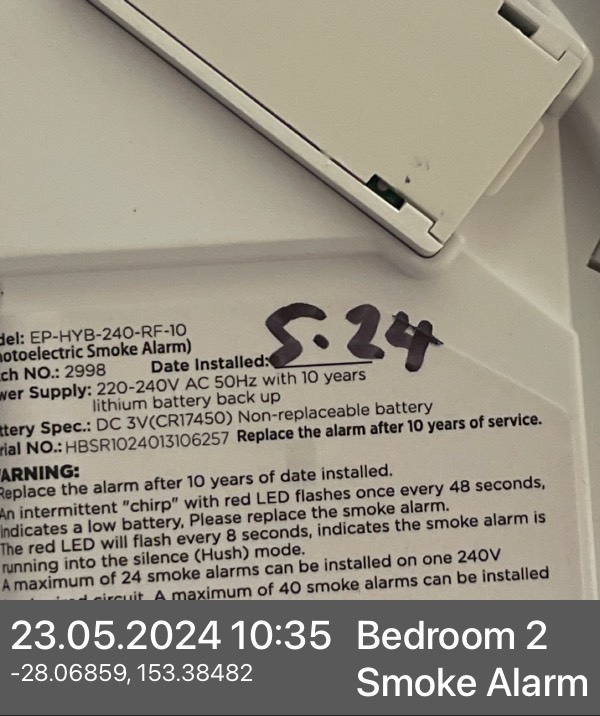 del: EP-HYB-240-RF-10
otoelectric Smoke Alarm)
ch NO.: 2998 Date Installed: 5.24
wer Supply: 220-240V AC 50Hz with 10 years
lithium battery back up
ttery Spec.: DC 3V(CR17450) Non-replaceable battery
rial NO.: HBSR1024013106257 Replace the alarm after 10 years of service.
ARNING:
Replace the alarm after 10 years of date installed.
An intermittent "chirp" with red LED flashes once every 48 seconds,
indicates a low battery, Please replace the smoke alarm.
The red LED will flash every 8 seconds, indicates the smoke alarm is
running into the silence (Hush) mode.
A maximum of 24 smoke alarms can be installed on one 240V
circuit. A maximum of 40 smoke alarms can be installed
23.05.2024 10:35 Bedroom 2
-28.06859, 153.38482 Smoke Alarm